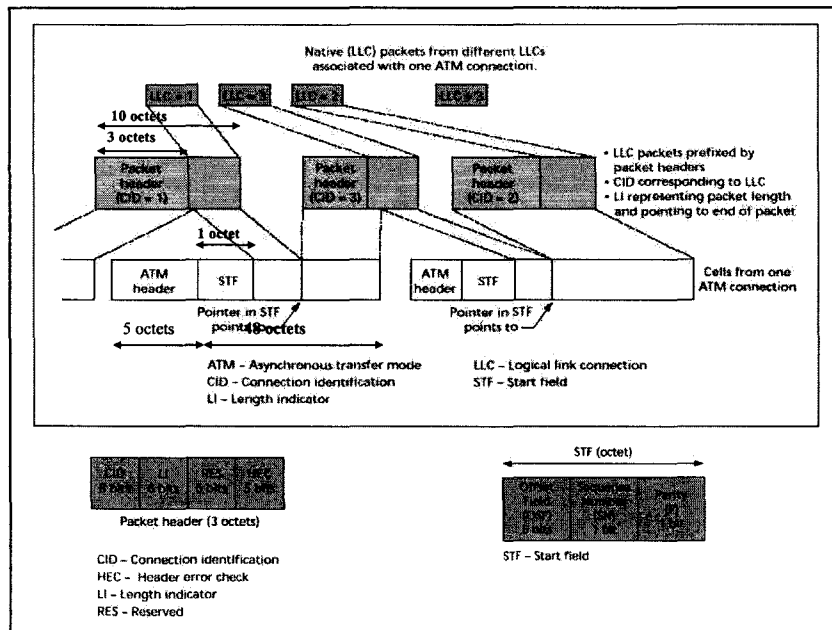 Native (LLC) packets from different LLCs
associated with one ATM connection.
LLC = 1
LLC =
LLC =
LLC =
10 octets
3 octets
Packet
header
(CID = 1)
Packet
header
(CID = 3)
Packet
header
(CID = 2)
• LLC packets prefixed by
packet headers
• CID corresponding to LLC
• LI representing packet length
and pointing to end of packet
1 octet
ATM
header
STF
ATM
header
STF
Cells from one
ATM connection
Pointer in STF
points to
Pointer in STF
points to
5 octets
48 octets
ATM – Asynchronous transfer mode
CID – Connection identification
LI – Length indicator
LLC – Logical link connection
STF – Start field
CID
LI
RES
HEC
Packet header (3 octets)
STF (octet)
CID – Connection identification
HEC – Header error check
LI – Length indicator
RES – Reserved
STF – Start field